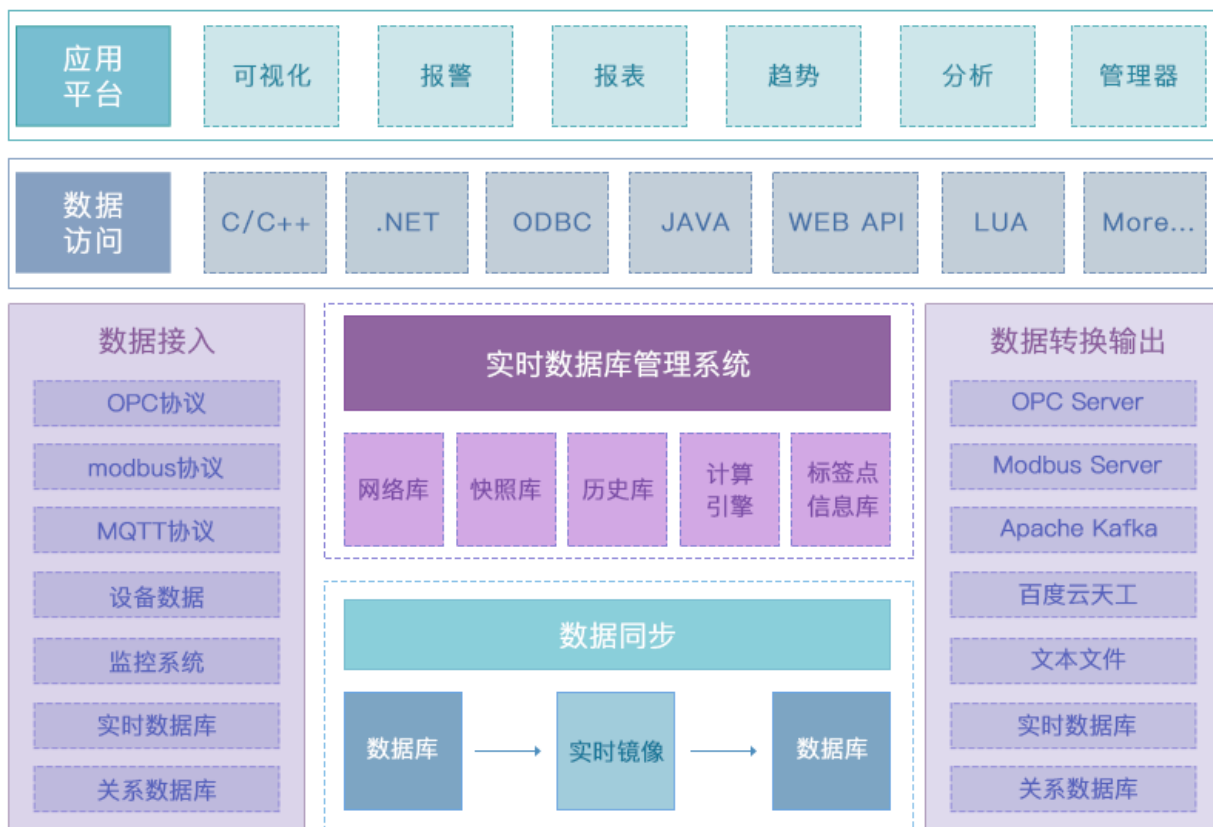 应用
平台
可视化
报警
报表
趋势
分析
管理器
数据
访问
C/C++
.NET
ODBC
JAVA
WEB API
LUA
More...
数据接入
OPC协议
modbus协议
MQTT协议
设备数据
监控系统
实时数据库
关系数据库
实时数据库管理系统
网络库
快照库
历史库
计算
引擎
标签点
信息库
数据同步
数据库
实时镜像
数据库
数据转换输出
OPC Server
Modbus Server
Apache Kafka
百度云天工
文本文件
实时数据库
关系数据库